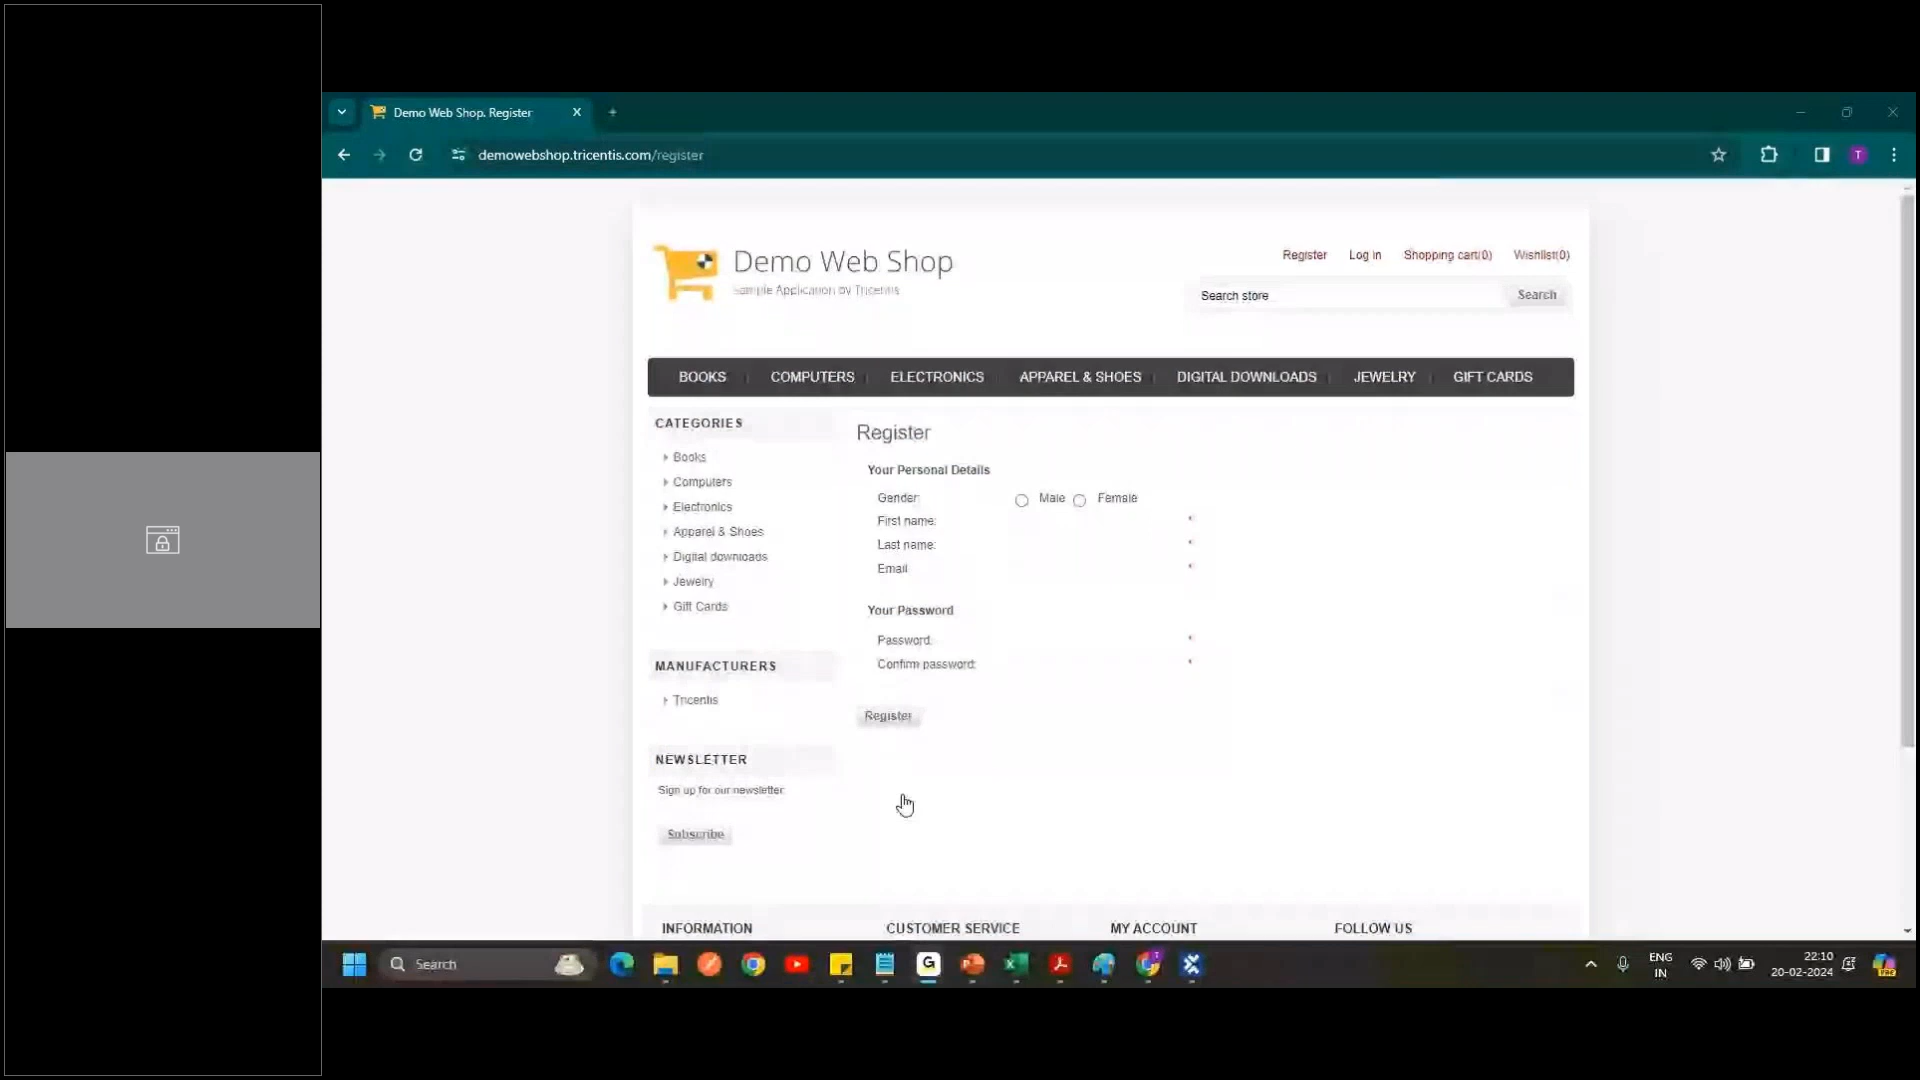 Demo Web Shop. Register
demowebshop.tricentis.com/register
T
Demo Web Shop
Sample Application by Tricentis
Register Log in Shopping cart(0) Wishlist(0)
Search store Search
BOOKS COMPUTERS ELECTRONICS APPAREL & SHOES DIGITAL DOWNLOADS JEWELRY GIFT CARDS
CATEGORIES
Books
Computers
Electronics
Apparel & Shoes
Digital downloads
Jewelry
Gift Cards
MANUFACTURERS
Tricentis
NEWSLETTER
Sign up for our newsletter:
Subscribe
Register
Your Personal Details
Gender: Male Female
First name: *
Last name: *
Email *
Your Password
Password: *
Confirm password: *
Register
INFORMATION CUSTOMER SERVICE MY ACCOUNT FOLLOW US
Search
G
ENG
IN
22:10
20-02-2024